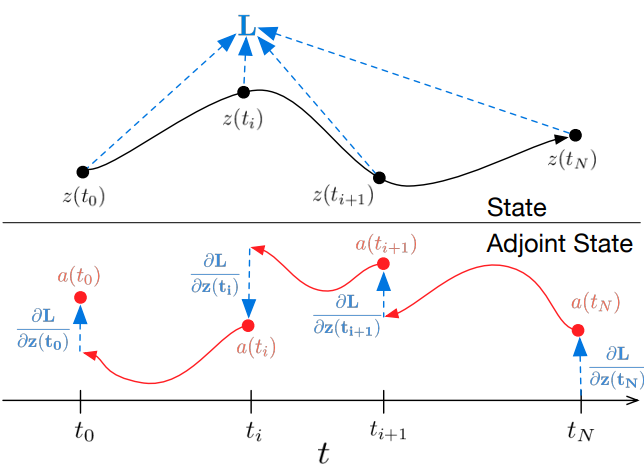 L
z(t_i)
z(t_0)
z(t_{i+1})
z(t_N)
State
Adjoint State
a(t_{i+1})
∂L/∂z(t_i)
a(t_0)
∂L/∂z(t_0)
∂L/∂z(t_{i+1})
a(t_N)
a(t_i)
∂L/∂z(t_N)
t_0 t_i t_{i+1} t_N
t